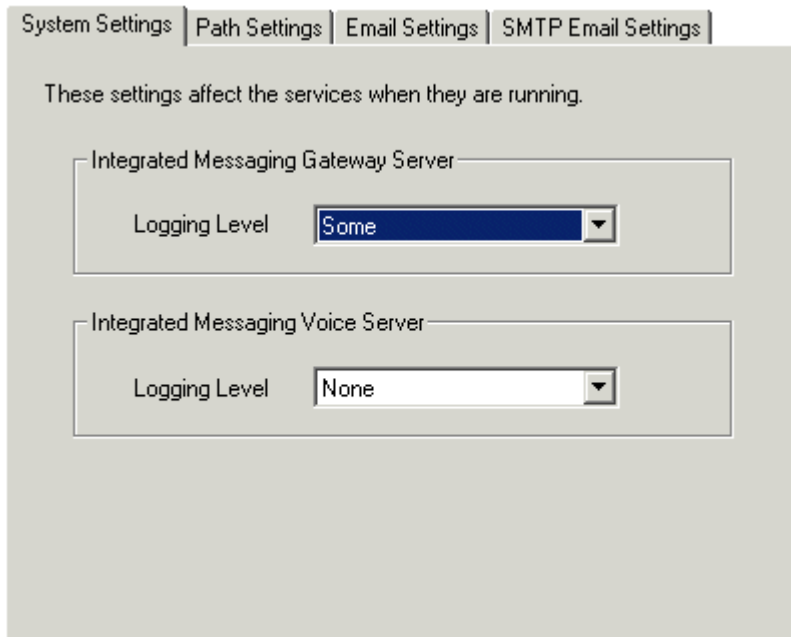 System Settings Path Settings Email Settings SMTP Email Settings
These settings affect the services when they are running.
Integrated Messaging Gateway Server
Logging Level Some
Integrated Messaging Voice Server
Logging Level None